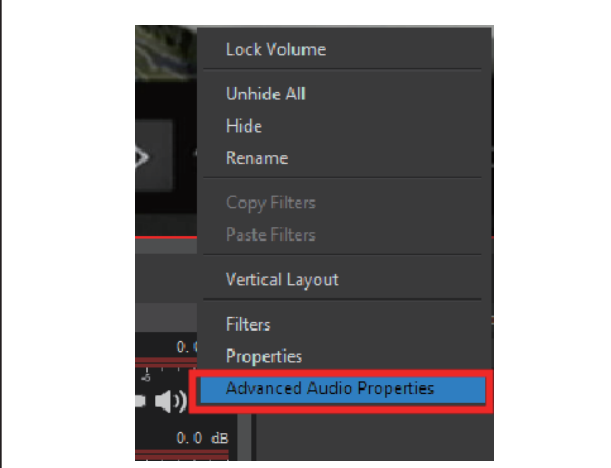 Lock Volume
Unhide All
Hide
Rename
Copy Filters
Paste Filters
Vertical Layout
Filters
Properties
Advanced Audio Properties
0.0 dB